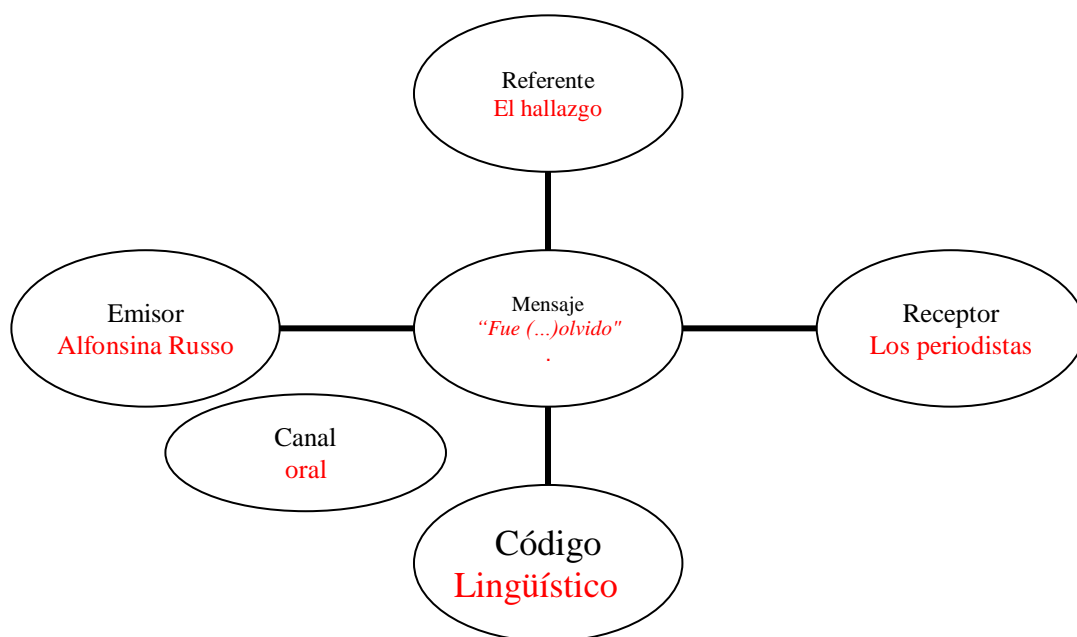 Referente
El hallazgo
Emisor
Alfonsina Russo
Mensaje
“Fue (...)olvido"
.
Receptor
Los periodistas
Canal
oral
Código
Lingüístico